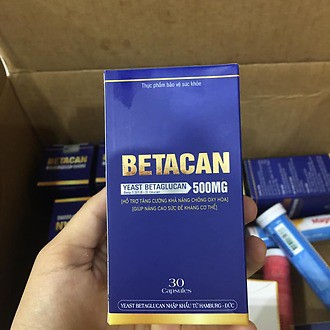 Thực phẩm bảo vệ sức khỏe
BETACAN
YEAST BETAGLUCAN 500MG
[HỖ TRỢ TĂNG CƯỜNG KHẢ NĂNG CHỐNG OXY HÓA]
[GIÚP NÂNG CAO SỨC ĐỀ KHÁNG CƠ THỂ]
30
Capsules
YEAST BETAGLUCAN NHẬP KHẨU TỪ HAMBURG - ĐỨC